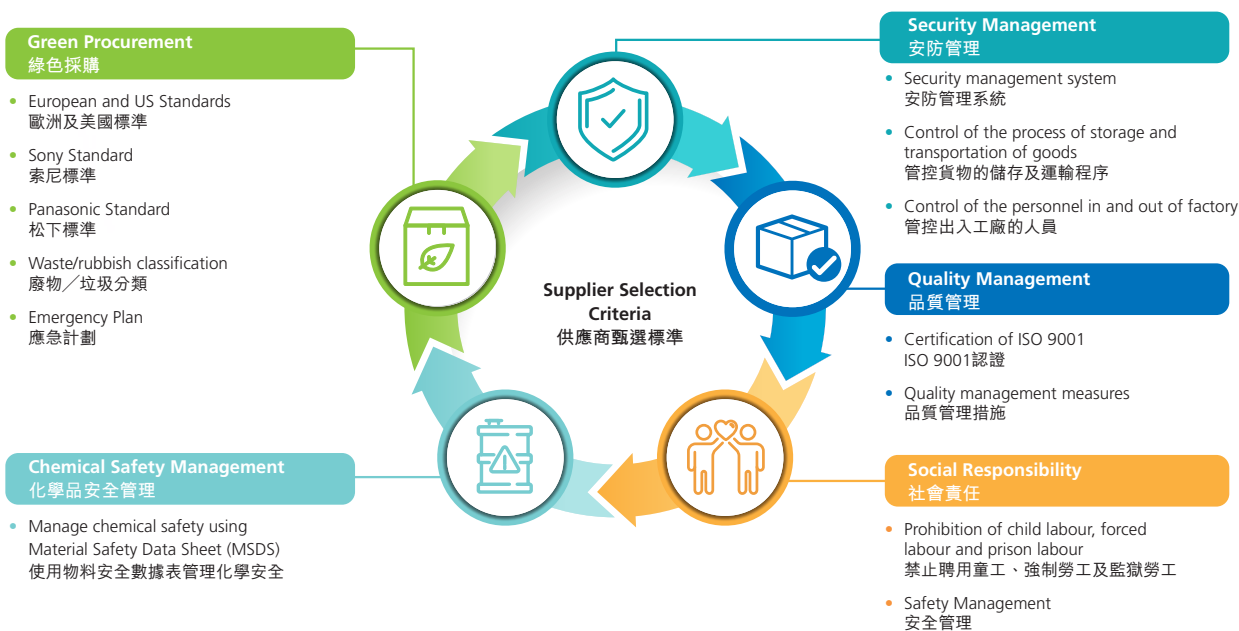 Green Procurement
綠色採購
• European and US Standards
歐洲及美國標準
• Sony Standard
索尼標準
• Panasonic Standard
松下標準
• Waste/rubbish classification
廢物／垃圾分類
• Emergency Plan
應急計劃
Security Management
安防管理
• Security management system
安防管理系統
• Control of the process of storage and
transportation of goods
管控貨物的儲存及運輸程序
• Control of the personnel in and out of factory
管控出入工廠的人員
Supplier Selection
Criteria
供應商甄選標準
Quality Management
品質管理
• Certification of ISO 9001
ISO 9001認證
• Quality management measures
品質管理措施
Chemical Safety Management
化學品安全管理
• Manage chemical safety using
Material Safety Data Sheet (MSDS)
使用物料安全數據表管理化學安全
Social Responsibility
社會責任
• Prohibition of child labour, forced
labour and prison labour
禁止聘用童工、強制勞工及監獄勞工
• Safety Management
安全管理